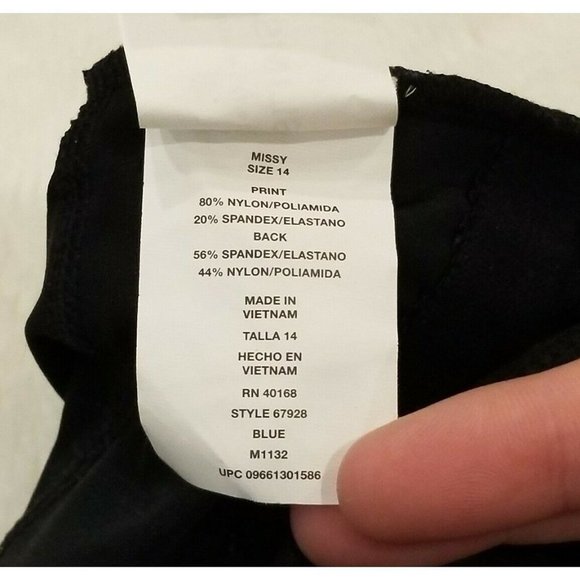 MISSY
SIZE 14
PRINT
80% NYLON/POLIAMIDA
20% SPANDEX/ELASTANO
BACK
56% SPANDEX/ELASTANO
44% NYLON/POLIAMIDA
MADE IN
VIETNAM
TALLA 14
HECHO EN
VIETNAM
RN 40168
STYLE 67928
BLUE
M1132
UPC 09661301586